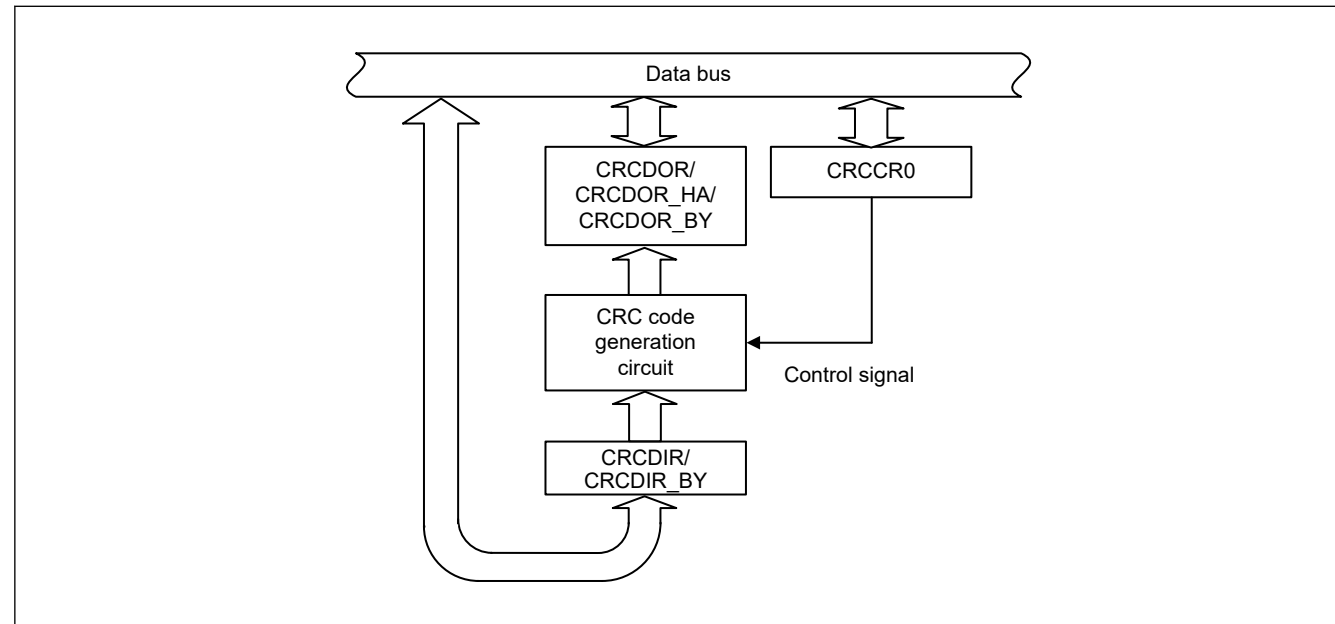 Data bus
CRCDOR/
CRCDOR_HA/
CRCDOR_BY
CRCCR0
CRC code
generation
circuit
Control signal
CRCDIR/
CRCDIR_BY